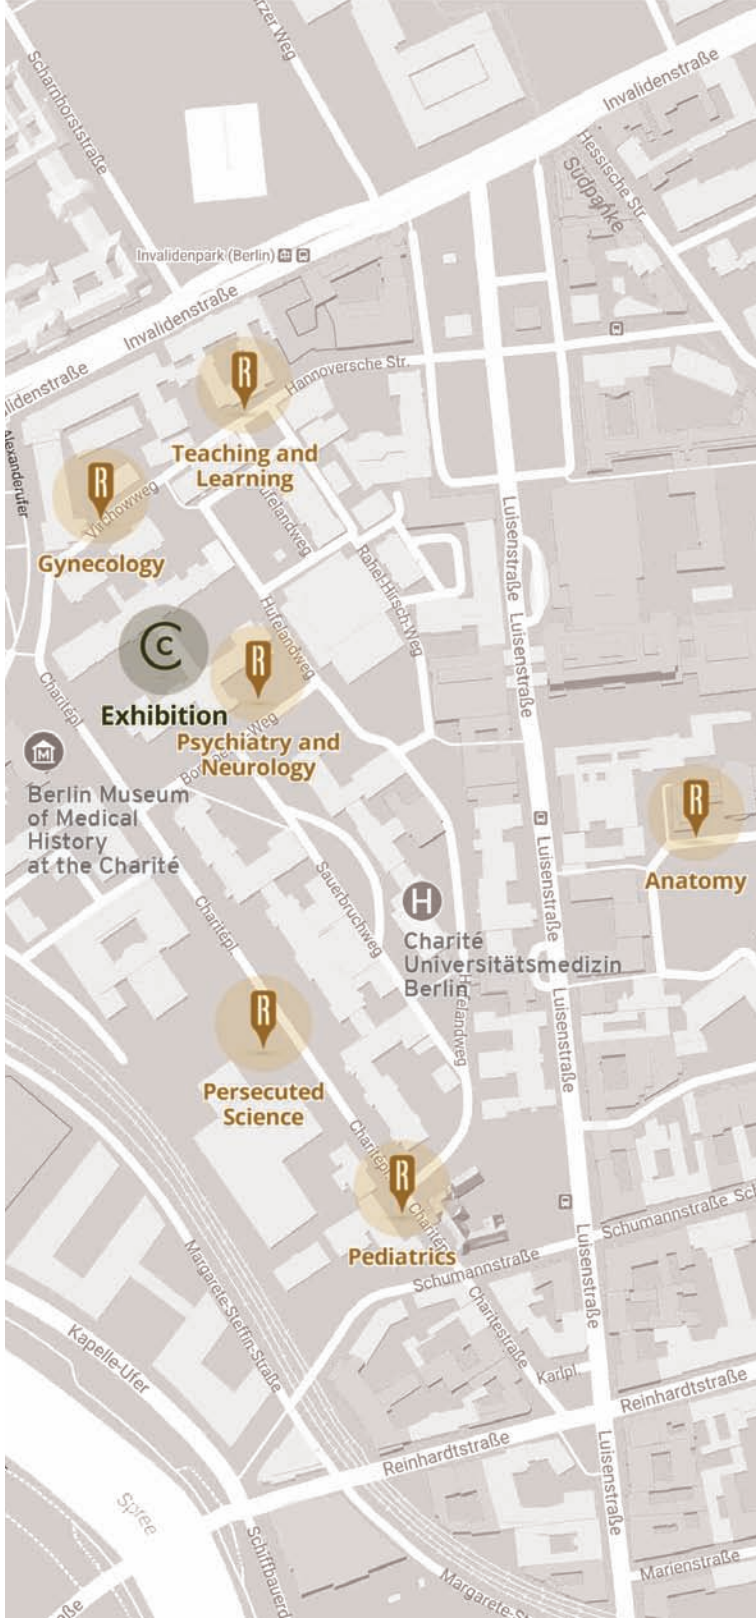 Scharnhorststraße
Invalidenstraße
Hessische Str.
Südpanke
Invalidenpark (Berlin)
Invalidenstraße
R
Hannoversche Str.
Teaching and
Learning
Alexanderufer
R
Virchowweg
Gynecology
Luisenstraße
Rahel-Hirsch-Weg
Hufelandweg
Luisenstraße
C
Exhibition
R
Psychiatry and
Neurology
Charitépl.
M
Berlin Museum
of Medical
History
at the Charité
R
Anatomy
Luisenstraße
Sauerbruchweg
Charitépl.
H
Charité
Universitätsmedizin
Berlin
Luisenstraße
R
Persecuted
Science
Charitépl.
R
Pediatrics
Schumannstraße
Schumannstraße
Luisenstraße
Margarete-Steffin-Straße
Charitéstraße
Kapelle-Ufer
Karlpl.
Reinhardtstraße
Reinhardtstraße
Luisenstraße
Spree
Marienstraße